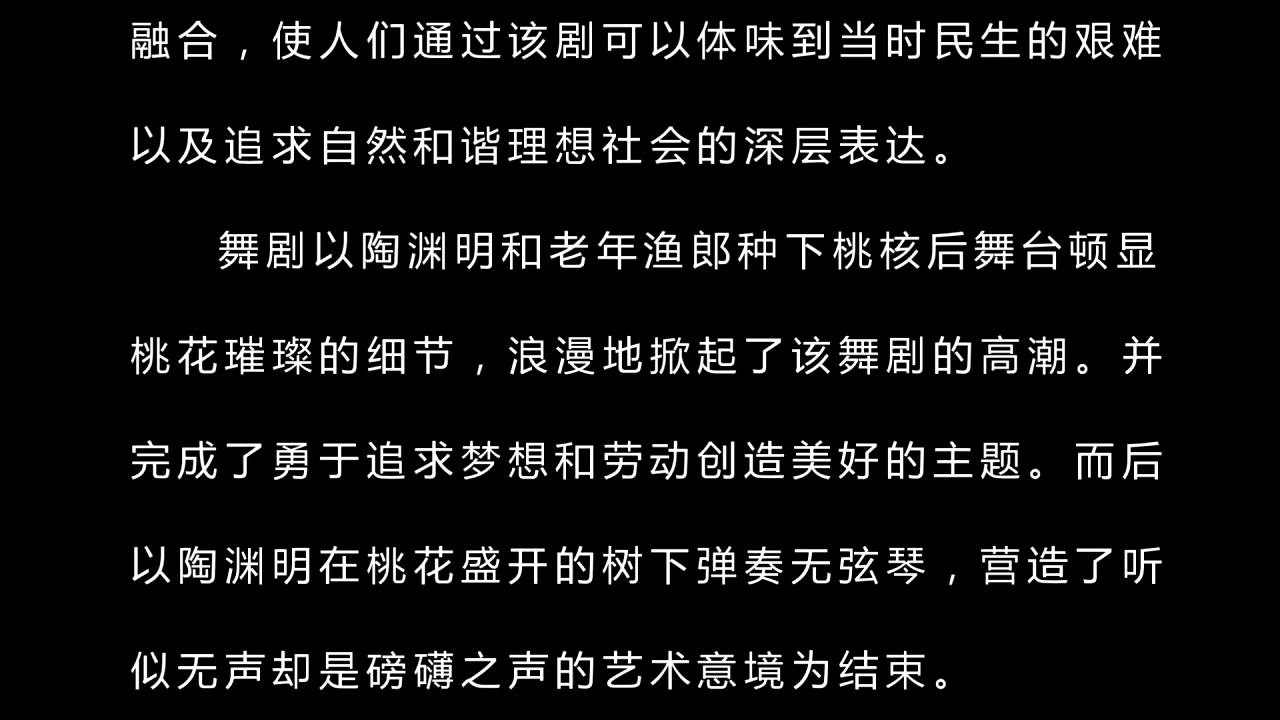 融合，使人们通过该剧可以体味到当时民生的艰难
以及追求自然和谐理想社会的深层表达。
舞剧以陶渊明和老年渔郎种下桃核后舞台顿显
桃花璀璨的细节，浪漫地掀起了该舞剧的高潮。并
完成了勇于追求梦想和劳动创造美好的主题。而后
以陶渊明在桃花盛开的树下弹奏无弦琴，营造了听
似无声却是磅礴之声的艺术意境为结束。